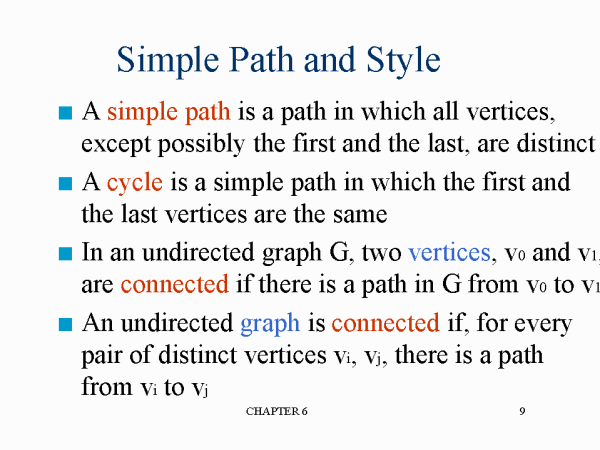 Simple Path and Style
A simple path is a path in which all vertices,
except possibly the first and the last, are distinct
A cycle is a simple path in which the first and
the last vertices are the same
In an undirected graph G, two vertices, v0 and v1,
are connected if there is a path in G from v0 to v1
An undirected graph is connected if, for every
pair of distinct vertices vi, vj, there is a path
from vi to vj
CHAPTER 6 9